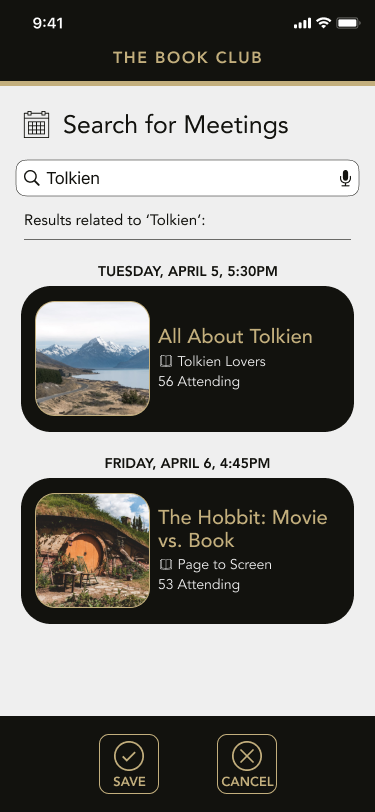 9:41
THE BOOK CLUB
Search for Meetings
Tolkien
Results related to ‘Tolkien‘:
TUESDAY, APRIL 5, 5:30PM
All About Tolkien
Tolkien Lovers
56 Attending
FRIDAY, APRIL 6, 4:45PM
The Hobbit: Movie
vs. Book
Page to Screen
53 Attending
SAVE
CANCEL